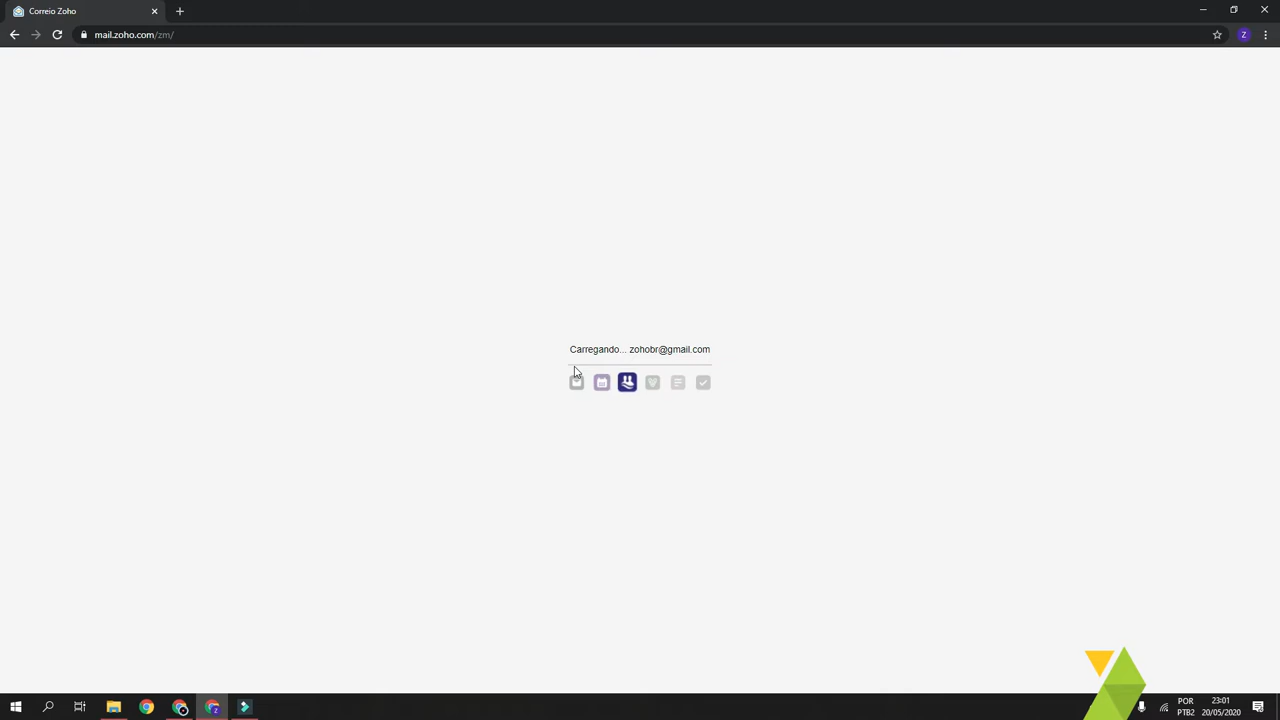 Correio Zoho
mail.zoho.com/zm/
Z
Carregando... zohobr@gmail.com
Z
POR
PTB2
23:01
20/05/2020